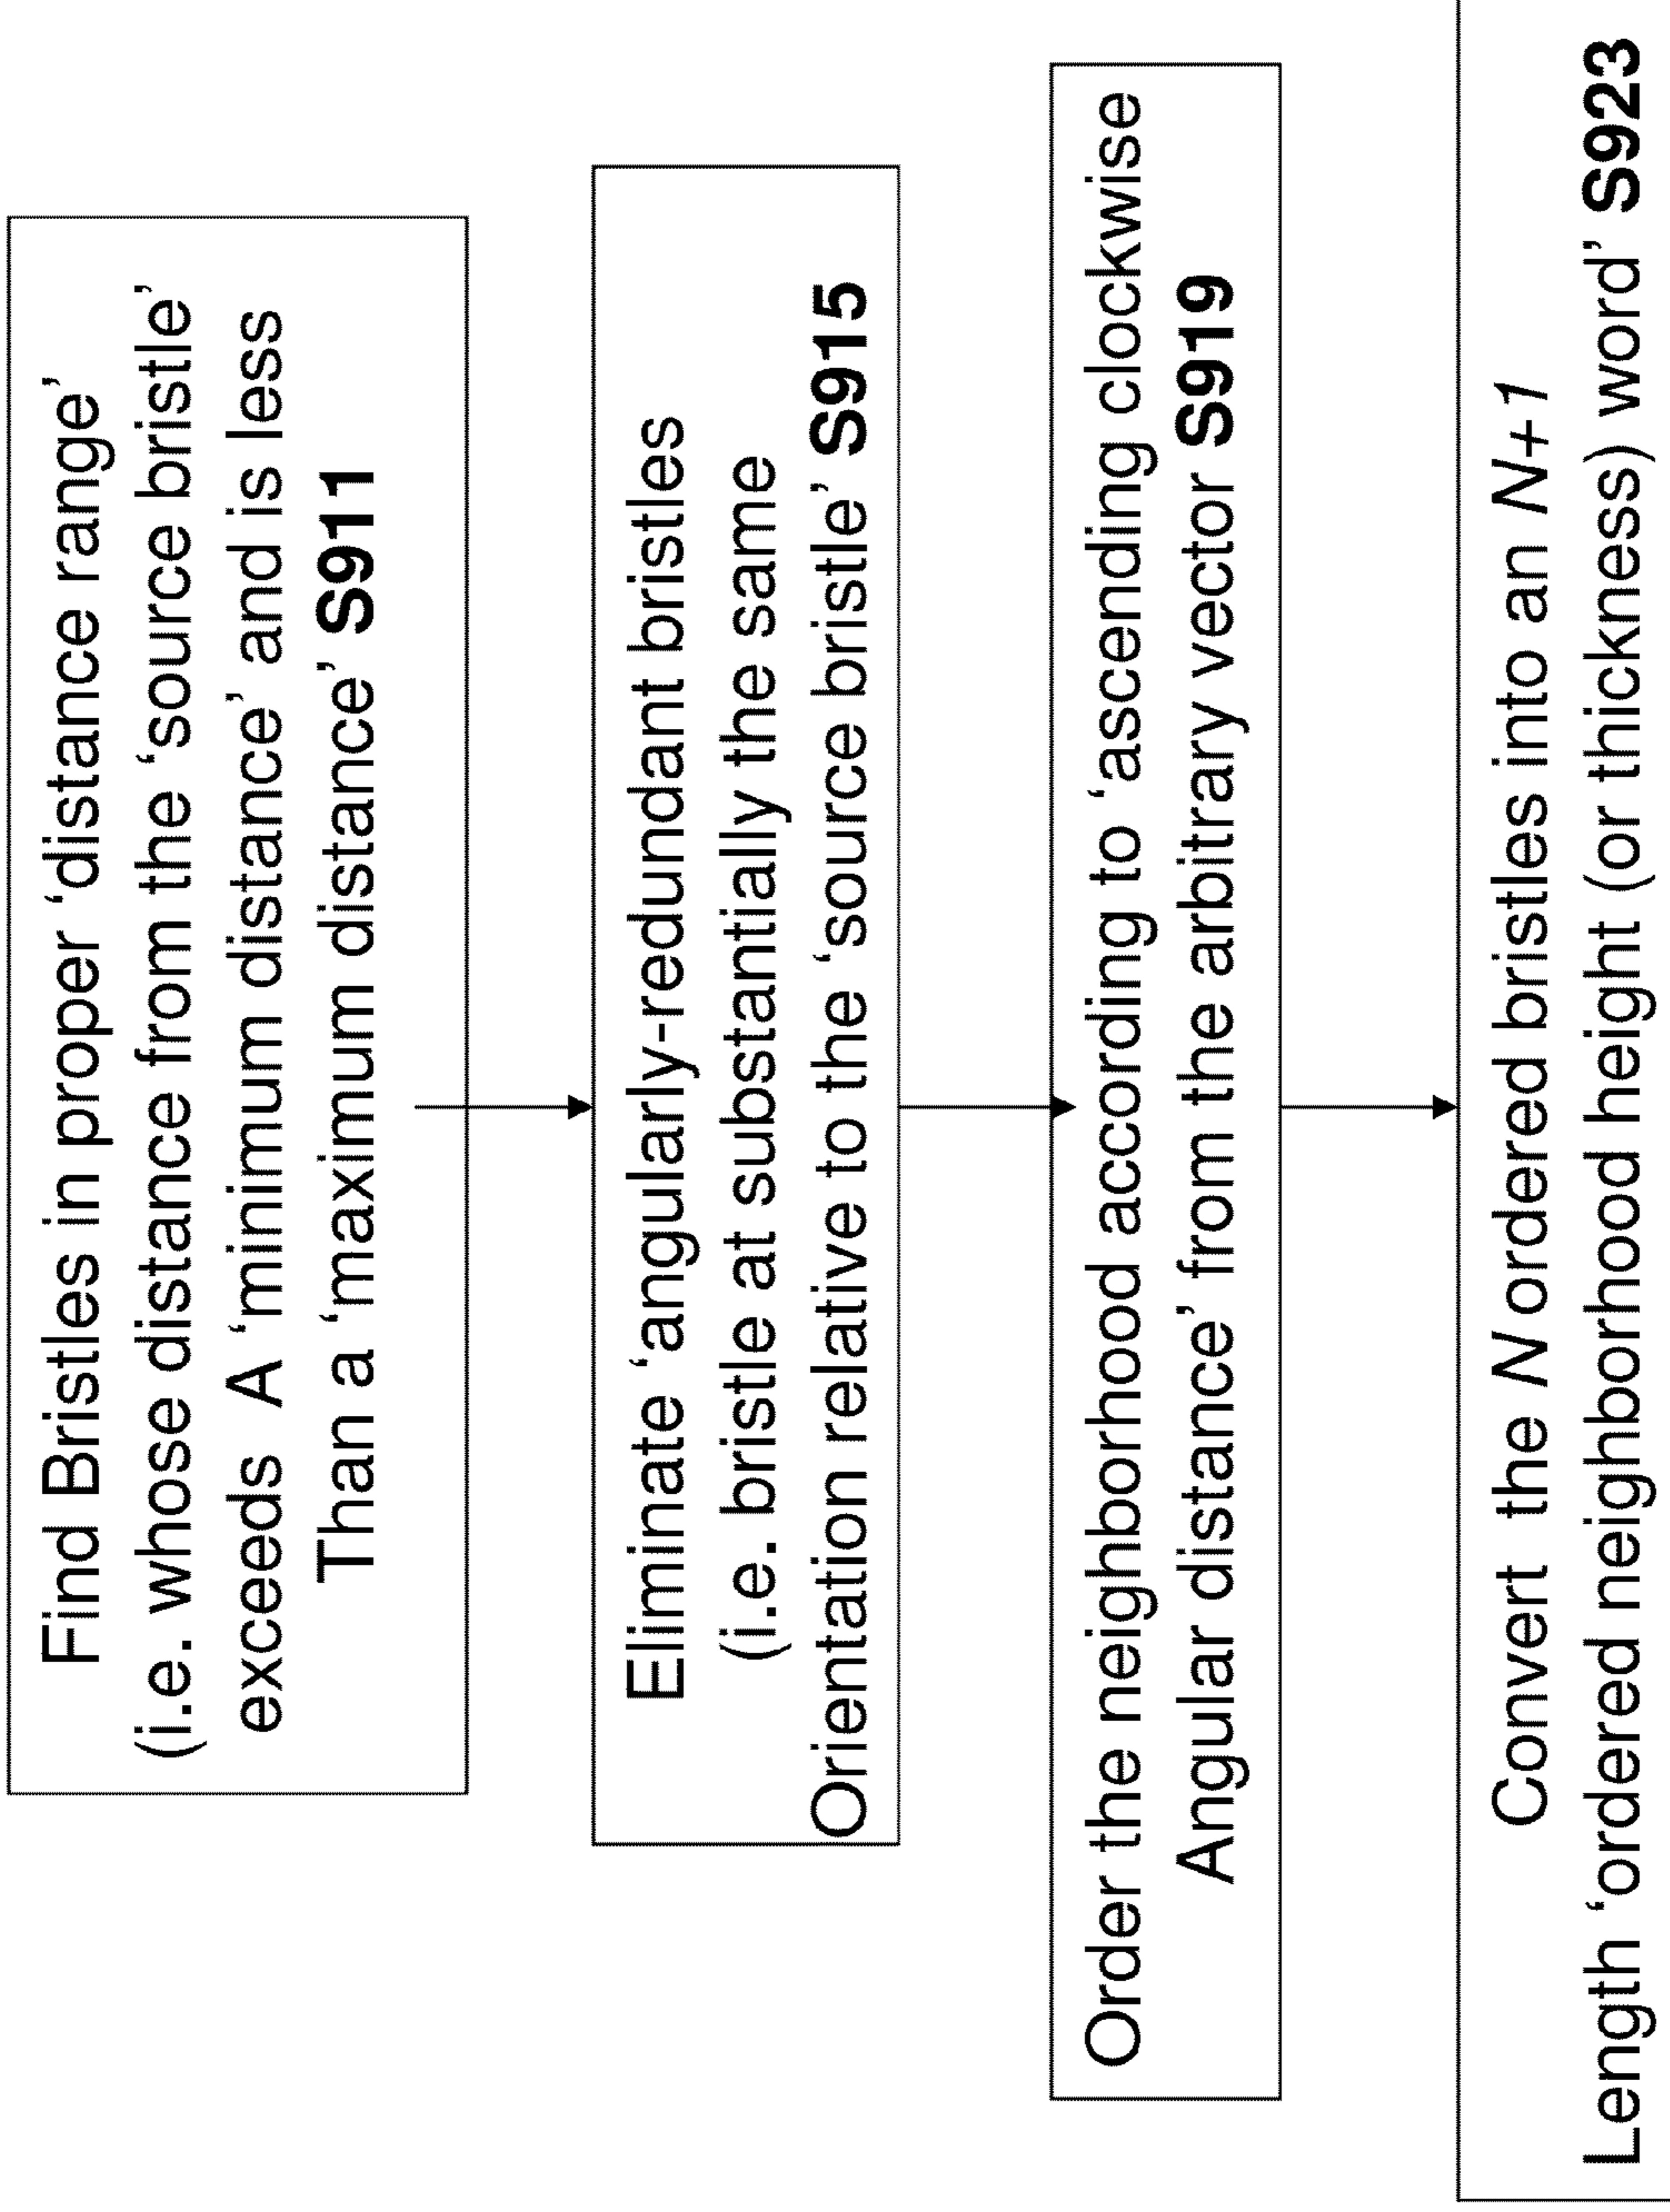 Find Bristles in proper ‘distance range’
(i.e. whose distance from the ‘source bristle’
exceeds A ‘minimum distance’ and is less
Than a ‘maximum distance’ S911
Eliminate ‘angularly-redundant bristles
(i.e. bristle at substantially the same
Orientation relative to the ‘source bristle’ S915
Order the neighborhood according to ‘ascending clockwise
Angular distance’ from the arbitrary vector S919
Convert the N ordered bristles into an N+1
Length ‘ordered neighborhood height (or thickness) word’ S923